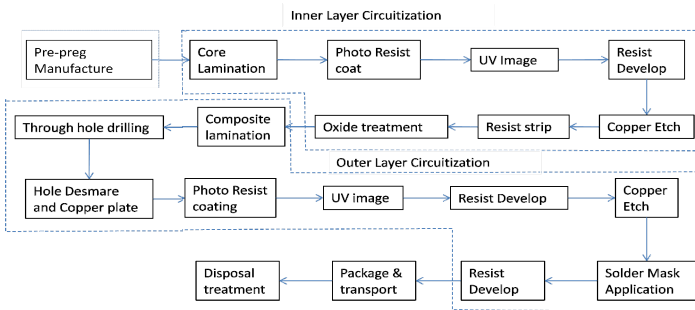 Inner Layer Circuitization
Pre-preg
Manufacture
Core
Lamination
Photo Resist
coat
UV Image
Resist
Develop
Copper Etch
Resist strip
Oxide treatment
Composite
lamination
Through hole drilling
Outer Layer Circuitization
Hole Desmare
and Copper plate
Photo Resist
coating
UV image
Resist Develop
Copper
Etch
Solder Mask
Application
Resist
Develop
Package &
transport
Disposal
treatment